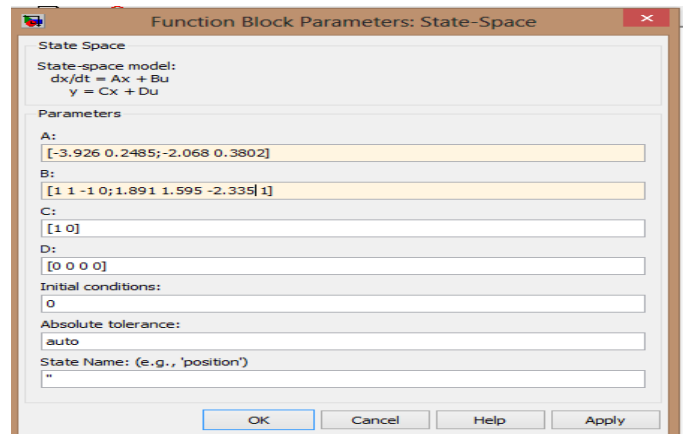 Function Block Parameters: State-Space
State Space
State-space model:
dx/dt = Ax + Bu
y = Cx + Du
Parameters
A:
[-3.926 0.2485;-2.068 0.3802]
B:
[1 1 -1 0;1.891 1.595 -2.335 1]
C:
[1 0]
D:
[0 0 0 0]
Initial conditions:
0
Absolute tolerance:
auto
State Name: (e.g., 'position')
''
OK Cancel Help Apply